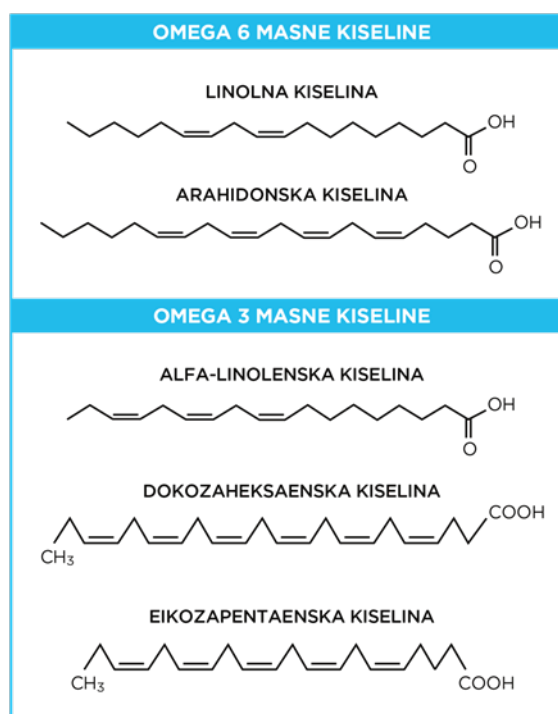 OMEGA 6 MASNE KISELINE
LINOLNA KISELINA
OH
O
ARAHIDONSKA KISELINA
OH
O
OMEGA 3 MASNE KISELINE
ALFA-LINOLENSKA KISELINA
OH
O
DOKOZAHEKSAENSKA KISELINA
COOH
CH₃
EIKOZAPENTAENSKA KISELINA
CH₃ COOH